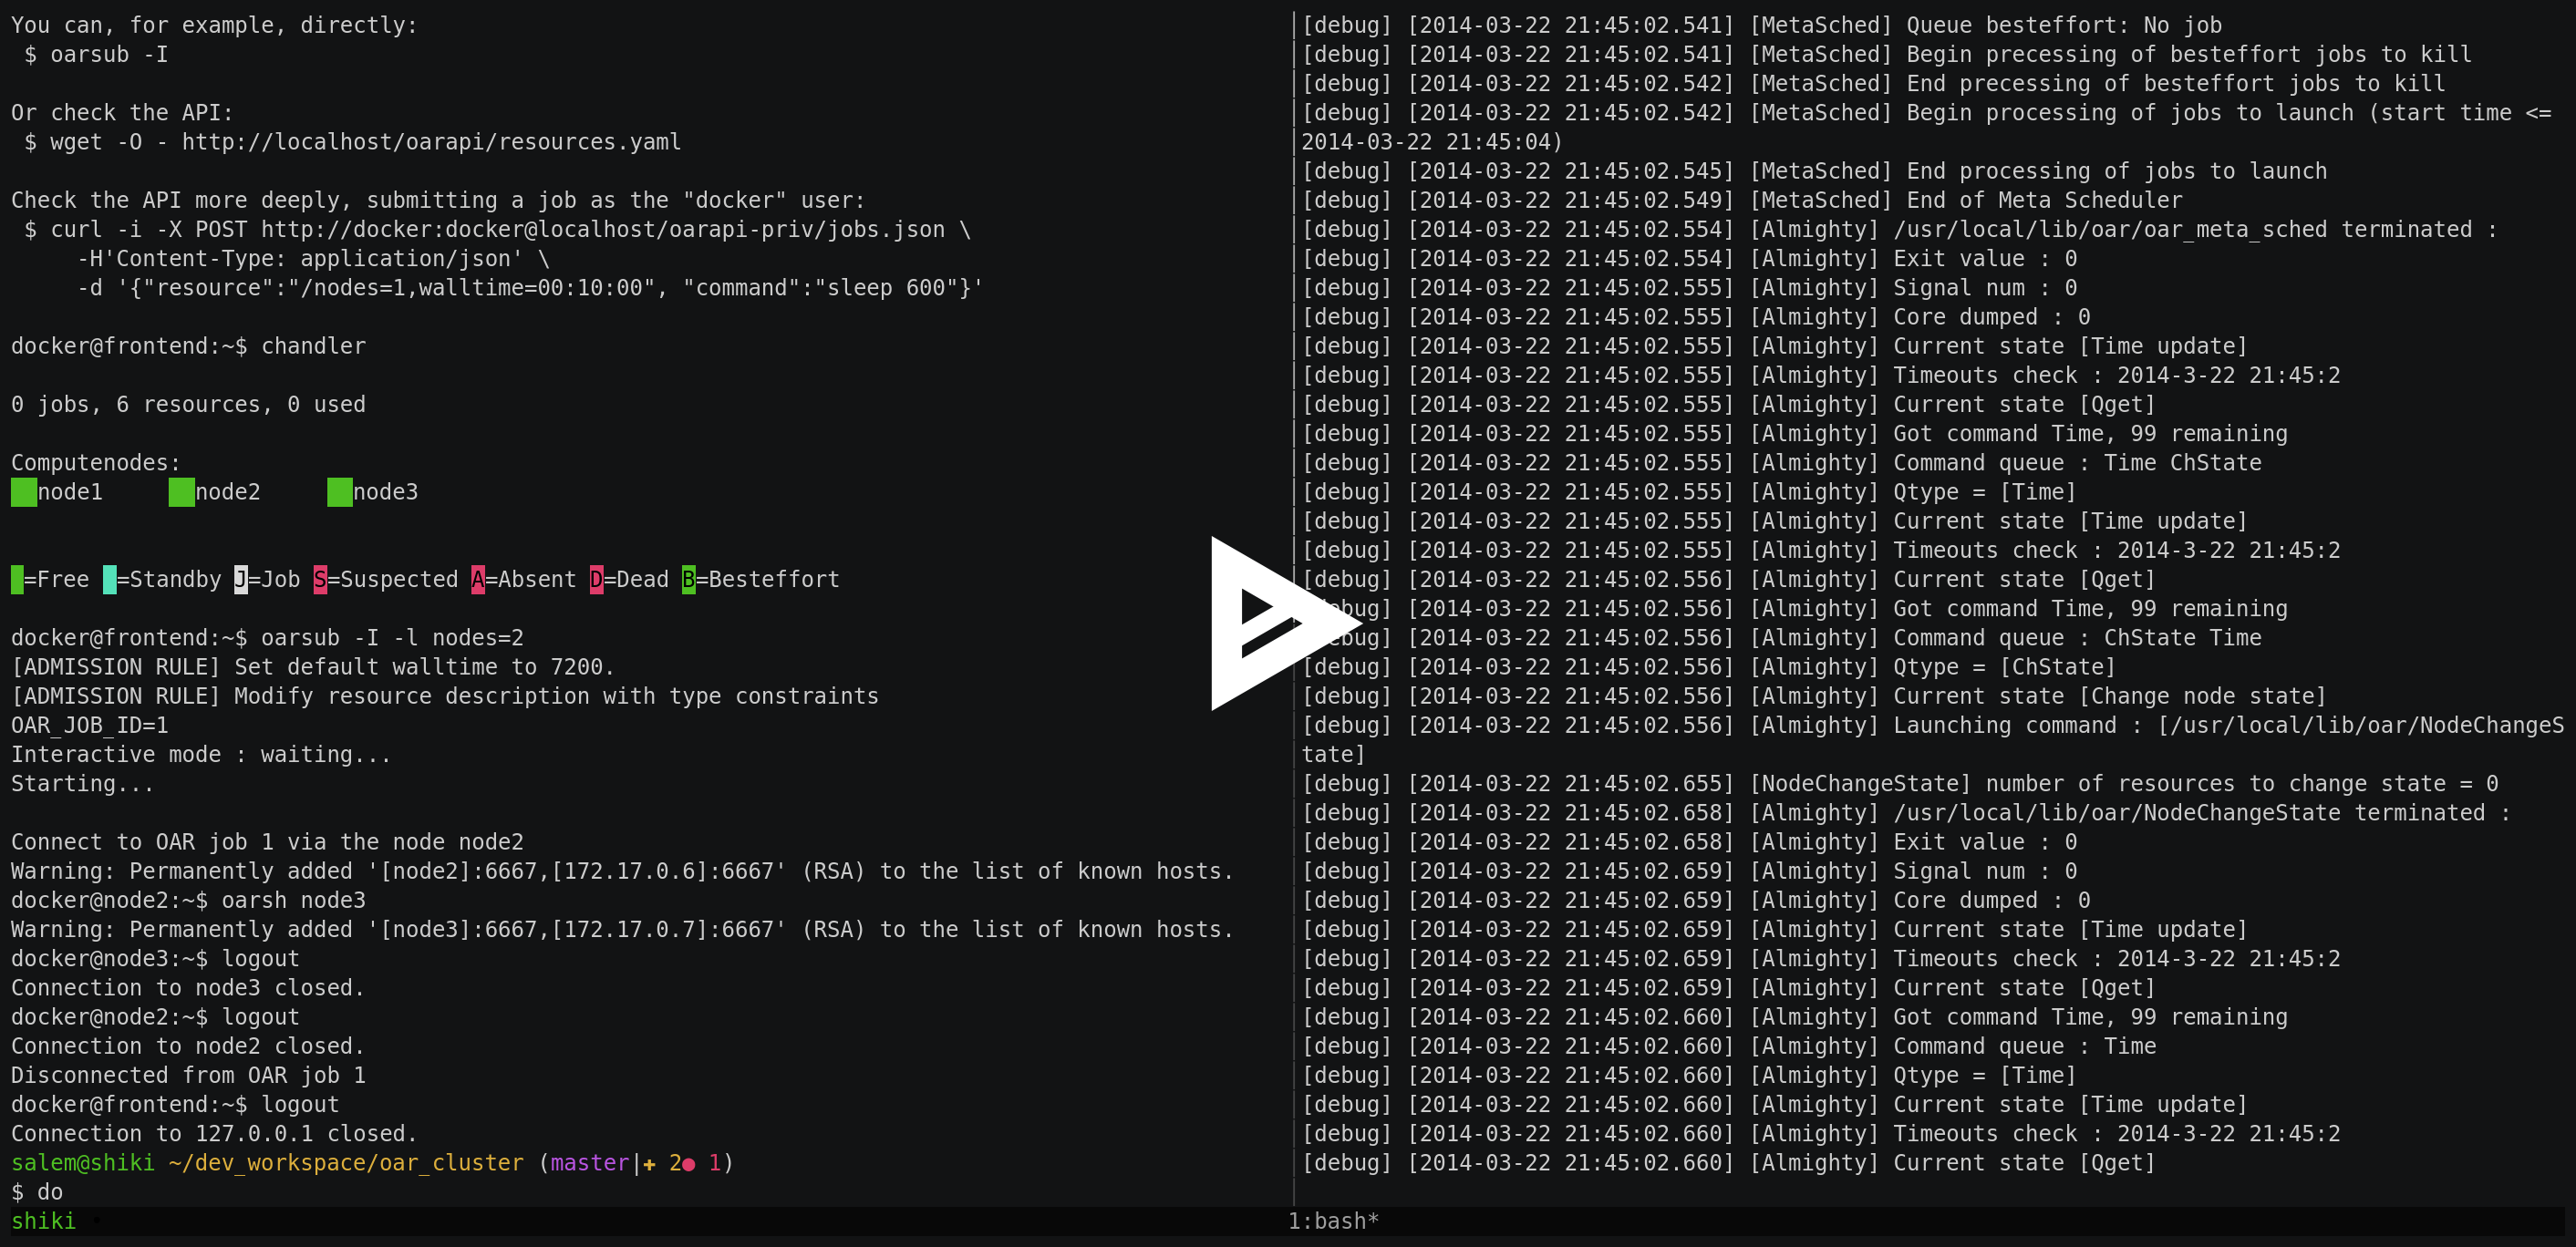 You can, for example, directly:
$ oarsub -I
Or check the API:
$ wget -O - http://localhost/oarapi/resources.yaml
Check the API more deeply, submitting a job as the "docker" user:
$ curl -i -X POST http://docker:docker@localhost/oarapi-priv/jobs.json \
-H'Content-Type: application/json' \
-d '{"resource":"/nodes=1,walltime=00:10:00", "command":"sleep 600"}'
docker@frontend:~$ chandler
0 jobs, 6 resources, 0 used
Computenodes:
node1 node2 node3
=Free =Standby J=Job S=Suspected A=Absent D=Dead B=Besteffort
docker@frontend:~$ oarsub -I -l nodes=2
[ADMISSION RULE] Set default walltime to 7200.
[ADMISSION RULE] Modify resource description with type constraints
OAR_JOB_ID=1
Interactive mode : waiting...
Starting...
Connect to OAR job 1 via the node node2
Warning: Permanently added '[node2]:6667,[172.17.0.6]:6667' (RSA) to the list of known hosts.
docker@node2:~$ oarsh node3
Warning: Permanently added '[node3]:6667,[172.17.0.7]:6667' (RSA) to the list of known hosts.
docker@node3:~$ logout
Connection to node3 closed.
docker@node2:~$ logout
Connection to node2 closed.
Disconnected from OAR job 1
docker@frontend:~$ logout
Connection to 127.0.0.1 closed.
salem@shiki ~/dev_workspace/oar_cluster (master|✚ 2● 1)
$ do
[debug] [2014-03-22 21:45:02.541] [MetaSched] Queue besteffort: No job
[debug] [2014-03-22 21:45:02.541] [MetaSched] Begin precessing of besteffort jobs to kill
[debug] [2014-03-22 21:45:02.542] [MetaSched] End precessing of besteffort jobs to kill
[debug] [2014-03-22 21:45:02.542] [MetaSched] Begin processing of jobs to launch (start time <=
2014-03-22 21:45:04)
[debug] [2014-03-22 21:45:02.545] [MetaSched] End processing of jobs to launch
[debug] [2014-03-22 21:45:02.549] [MetaSched] End of Meta Scheduler
[debug] [2014-03-22 21:45:02.554] [Almighty] /usr/local/lib/oar/oar_meta_sched terminated :
[debug] [2014-03-22 21:45:02.554] [Almighty] Exit value : 0
[debug] [2014-03-22 21:45:02.555] [Almighty] Signal num : 0
[debug] [2014-03-22 21:45:02.555] [Almighty] Core dumped : 0
[debug] [2014-03-22 21:45:02.555] [Almighty] Current state [Time update]
[debug] [2014-03-22 21:45:02.555] [Almighty] Timeouts check : 2014-3-22 21:45:2
[debug] [2014-03-22 21:45:02.555] [Almighty] Current state [Qget]
[debug] [2014-03-22 21:45:02.555] [Almighty] Got command Time, 99 remaining
[debug] [2014-03-22 21:45:02.555] [Almighty] Command queue : Time ChState
[debug] [2014-03-22 21:45:02.555] [Almighty] Qtype = [Time]
[debug] [2014-03-22 21:45:02.555] [Almighty] Current state [Time update]
[debug] [2014-03-22 21:45:02.555] [Almighty] Timeouts check : 2014-3-22 21:45:2
[debug] [2014-03-22 21:45:02.556] [Almighty] Current state [Qget]
[debug] [2014-03-22 21:45:02.556] [Almighty] Got command Time, 99 remaining
[debug] [2014-03-22 21:45:02.556] [Almighty] Command queue : ChState Time
[debug] [2014-03-22 21:45:02.556] [Almighty] Qtype = [ChState]
[debug] [2014-03-22 21:45:02.556] [Almighty] Current state [Change node state]
[debug] [2014-03-22 21:45:02.556] [Almighty] Launching command : [/usr/local/lib/oar/NodeChangeS
tate]
[debug] [2014-03-22 21:45:02.655] [NodeChangeState] number of resources to change state = 0
[debug] [2014-03-22 21:45:02.658] [Almighty] /usr/local/lib/oar/NodeChangeState terminated :
[debug] [2014-03-22 21:45:02.658] [Almighty] Exit value : 0
[debug] [2014-03-22 21:45:02.659] [Almighty] Signal num : 0
[debug] [2014-03-22 21:45:02.659] [Almighty] Core dumped : 0
[debug] [2014-03-22 21:45:02.659] [Almighty] Current state [Time update]
[debug] [2014-03-22 21:45:02.659] [Almighty] Timeouts check : 2014-3-22 21:45:2
[debug] [2014-03-22 21:45:02.659] [Almighty] Current state [Qget]
[debug] [2014-03-22 21:45:02.660] [Almighty] Got command Time, 99 remaining
[debug] [2014-03-22 21:45:02.660] [Almighty] Command queue : Time
[debug] [2014-03-22 21:45:02.660] [Almighty] Qtype = [Time]
[debug] [2014-03-22 21:45:02.660] [Almighty] Current state [Time update]
[debug] [2014-03-22 21:45:02.660] [Almighty] Timeouts check : 2014-3-22 21:45:2
[debug] [2014-03-22 21:45:02.660] [Almighty] Current state [Qget]
shiki 1:bash*